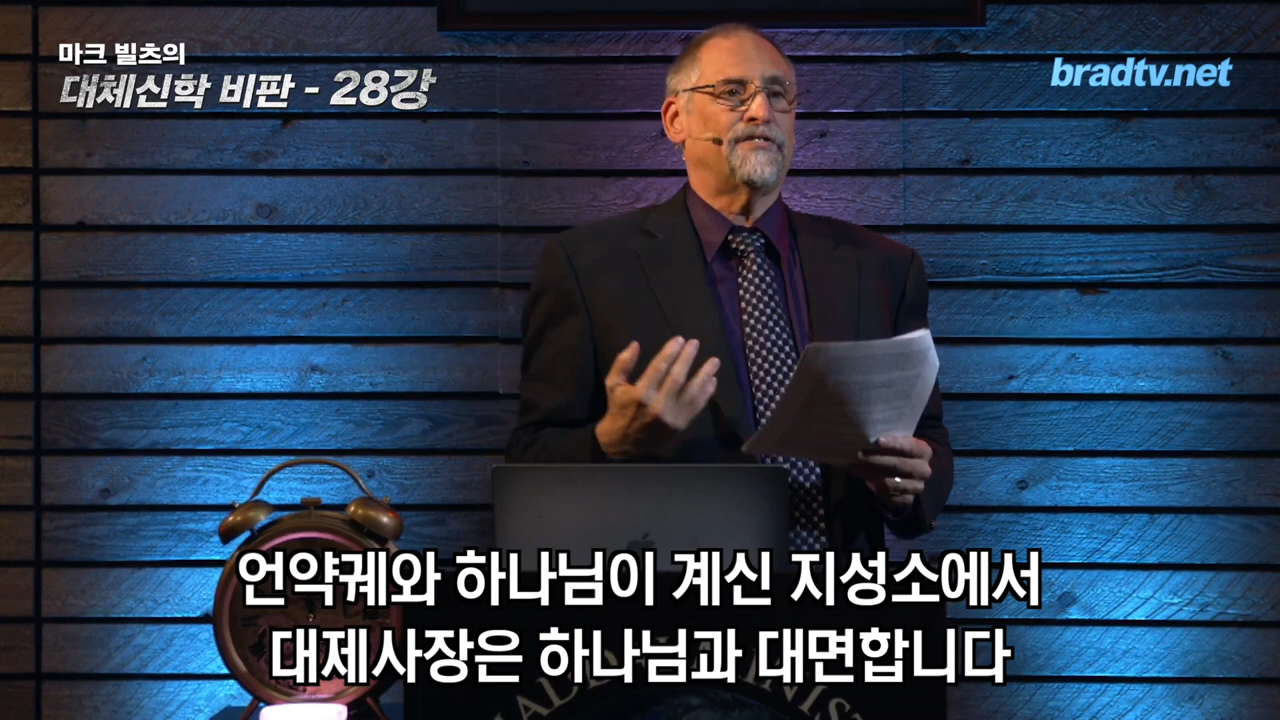 마크 빌츠의
대체신학 비판 - 28강
bradtv.net
언약궤와 하나님이 계신 지성소에서
대제사장은 하나님과 대면합니다